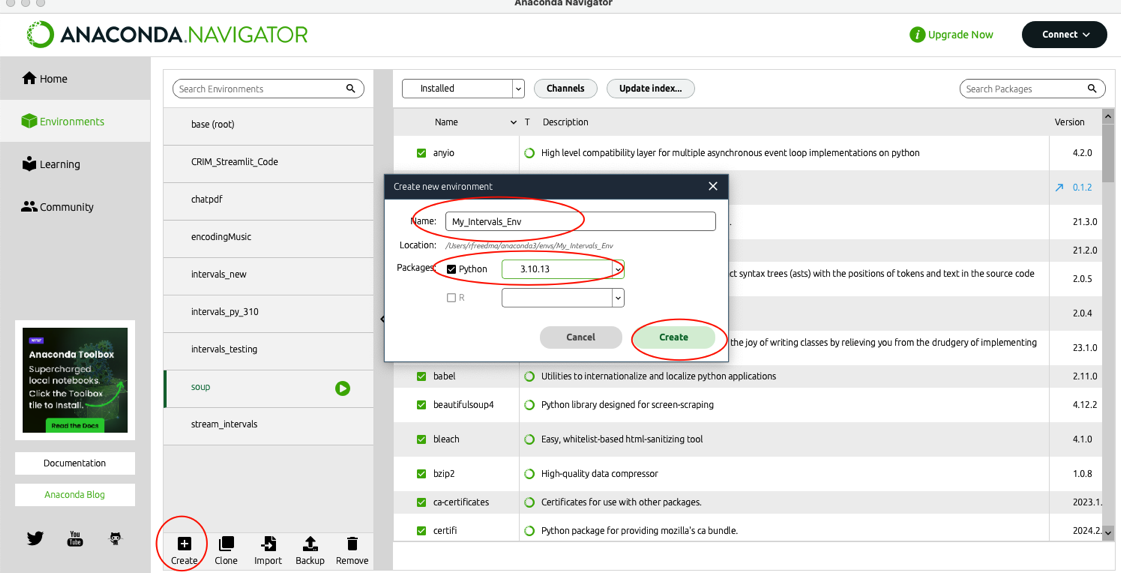 Anaconda Navigator
ANACONDA.NAVIGATOR
i Upgrade Now
Connect
Home
Environments
Learning
Community
NEW
Anaconda Toolbox
Supercharged
local notebooks.
Click the Toolbox
tile to install.
Read the Docs
Documentation
Anaconda Blog
You
Tube
Search Environments
base (root)
CRIM_Streamlit_Code
chatpdf
encodingMusic
intervals_new
intervals_py_310
intervals_testing
soup
stream_intervals
Create
Clone
Import
Backup
Remove
Installed
Channels
Update index...
Search Packages
Name
T
Description
Version
anyio
High level compatibility layer for multiple asynchronous event loop implementations on python
4.2.0
0.1.2
.
21.3.0
21.2.0
ct syntax trees (asts) with the positions of tokens and text in the source code
2.0.5
2.0.4
the joy of writing classes by relieving you from the drudgery of implementing
23.1.0
babel
Utilities to internationalize and localize python applications
2.11.0
beautifulsoup4
Python library designed for screen-scraping
4.12.2
bleach
Easy, whitelist-based html-sanitizing tool
4.1.0
bzip2
High-quality data compressor
1.0.8
ca-certificates
Certificates for use with other packages.
2023.1.
certifi
Python package for providing mozilla's ca bundle.
2024.2.
Create new environment
Name:
My_Intervals_Env
Location:
/Users/rfreedma/anaconda3/envs/My_Intervals_Env
Packages:
Python
3.10.13
R
Cancel
Create